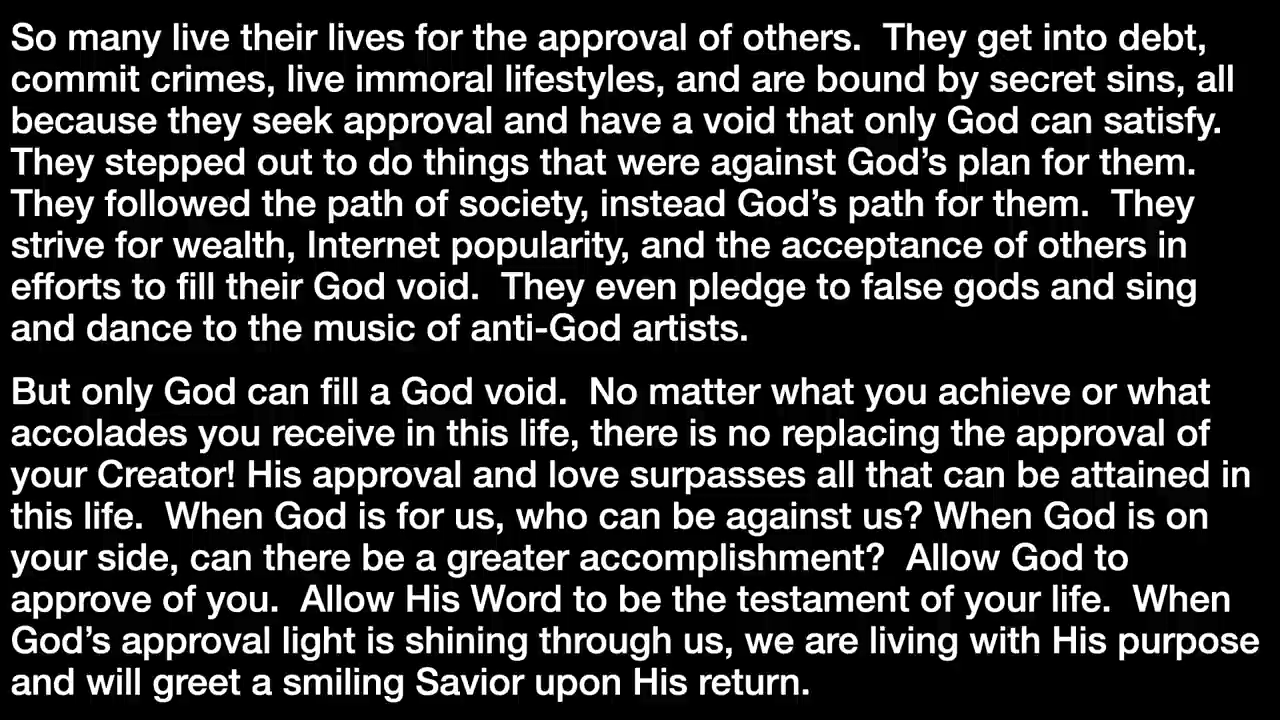 So many live their lives for the approval of others.  They get into debt,
commit crimes, live immoral lifestyles, and are bound by secret sins, all
because they seek approval and have a void that only God can satisfy.
They stepped out to do things that were against God’s plan for them.
They followed the path of society, instead God’s path for them.  They
strive for wealth, Internet popularity, and the acceptance of others in
efforts to fill their God void.  They even pledge to false gods and sing
and dance to the music of anti-God artists.
But only God can fill a God void.  No matter what you achieve or what
accolades you receive in this life, there is no replacing the approval of
your Creator! His approval and love surpasses all that can be attained in
this life.  When God is for us, who can be against us? When God is on
your side, can there be a greater accomplishment?  Allow God to
approve of you.  Allow His Word to be the testament of your life.  When
God’s approval light is shining through us, we are living with His purpose
and will greet a smiling Savior upon His return.